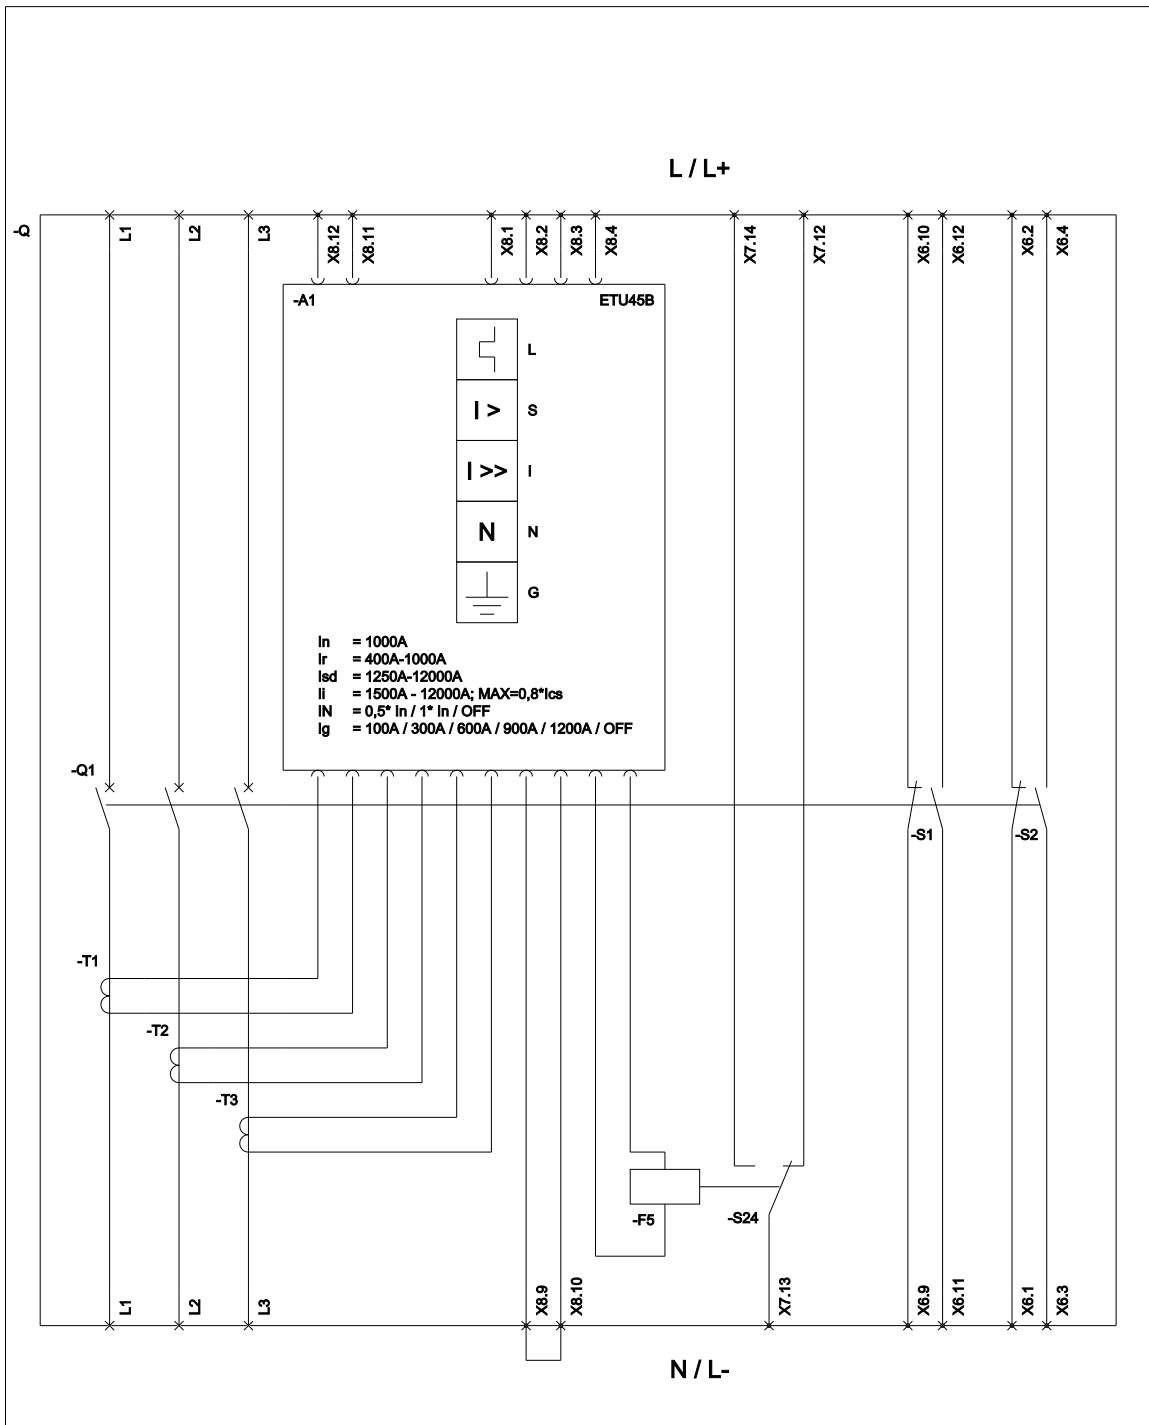 L / L+
-Q
L1
L2
L3
X8.12
X8.11
X8.1
X8.2
X8.3
X8.4
X7.14
X7.12
X6.10
X6.12
X6.2
X6.4
-A1
ETU45B
L
I >
S
I >>
I
N
N
G
In = 1000A
Ir = 400A-1000A
Isd = 1250A-12000A
Ii = 1500A - 12000A; MAX=0,8*Ics
IN = 0,5* In / 1* In / OFF
Ig = 100A / 300A / 600A / 900A / 1200A / OFF
-Q1
-S1
-S2
-T1
-T2
-T3
-F5
-S24
L1
L2
L3
X8.9
X8.10
X7.13
X6.9
X6.11
X6.1
X6.3
N / L-